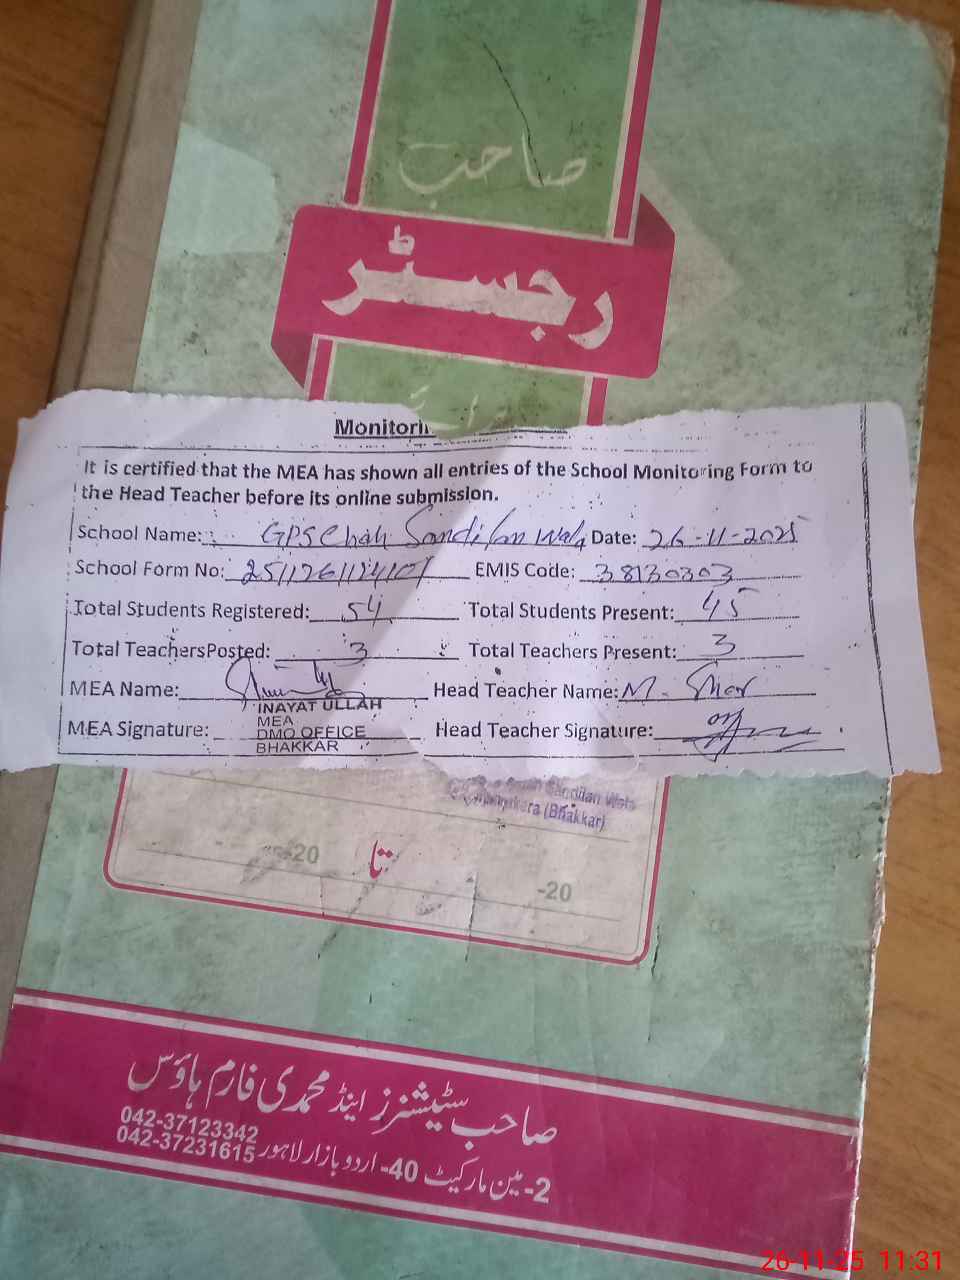 صاحب
رجسٹر
Monitorin
It is certified that the MEA has shown all entries of the School Monitoring Form to
the Head Teacher before its online submission.
School Name: GPS Chah Sandilan Wala Date: 26-11-2025
School Form No: EMIS Code: 38130303
Total Students Registered: 54 Total Students Present: 45
Total TeachersPosted: 3 Total Teachers Present: 3
MEA Name: Head Teacher Name: M.
INAYAT ULLAH
MEA Signature: MEA Head Teacher Signature:
DMO OFFICE
BHAKKAR
Sandilan Wala
(Bhakkar)
-20 تا -20
صاحب سٹیشنرز اینڈ محمدی فارم ہاؤس
042-37123342
042-37231615 2-مین مارکیٹ 40-اردو بازار لاہور
26-11-25 11:31